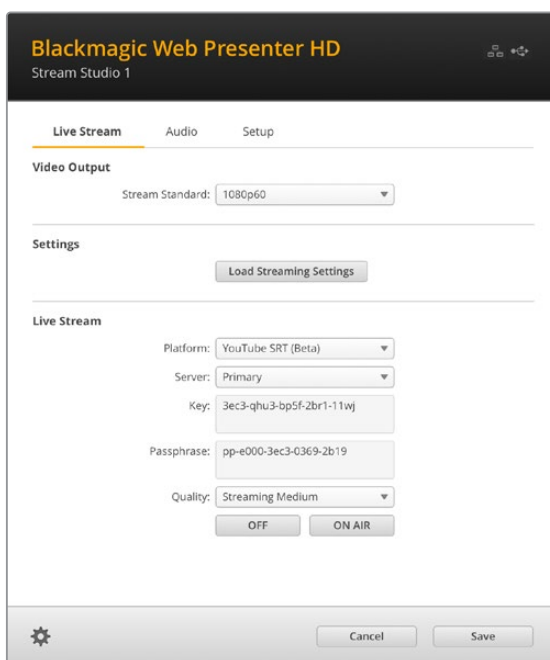 Blackmagic Web Presenter HD
Stream Studio 1
Live Stream Audio Setup
Video Output
Stream Standard: 1080p60
Settings
Load Streaming Settings
Live Stream
Platform: YouTube SRT (Beta)
Server: Primary
Key: 3ec3-qhu3-bp5f-2br1-11wj
Passphrase: pp-e000-3ec3-0369-2b19
Quality: Streaming Medium
OFF ON AIR
Cancel Save